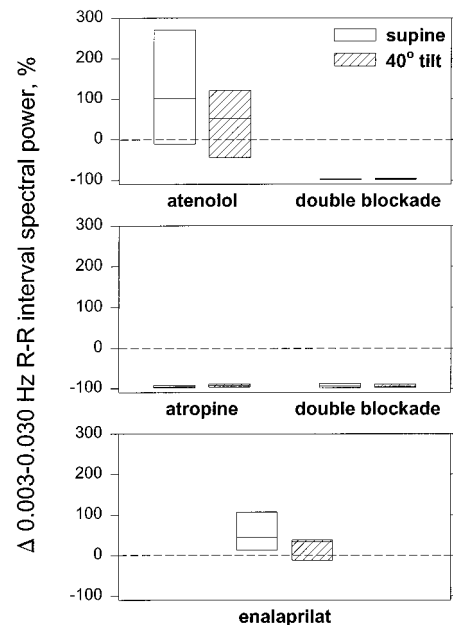 Δ 0.003-0.030 Hz R-R interval spectral power, %
300
200
100
0
-100
supine
40° tilt
atenolol double blockade
300
200
100
0
-100
atropine double blockade
300
200
100
0
-100
enalaprilat